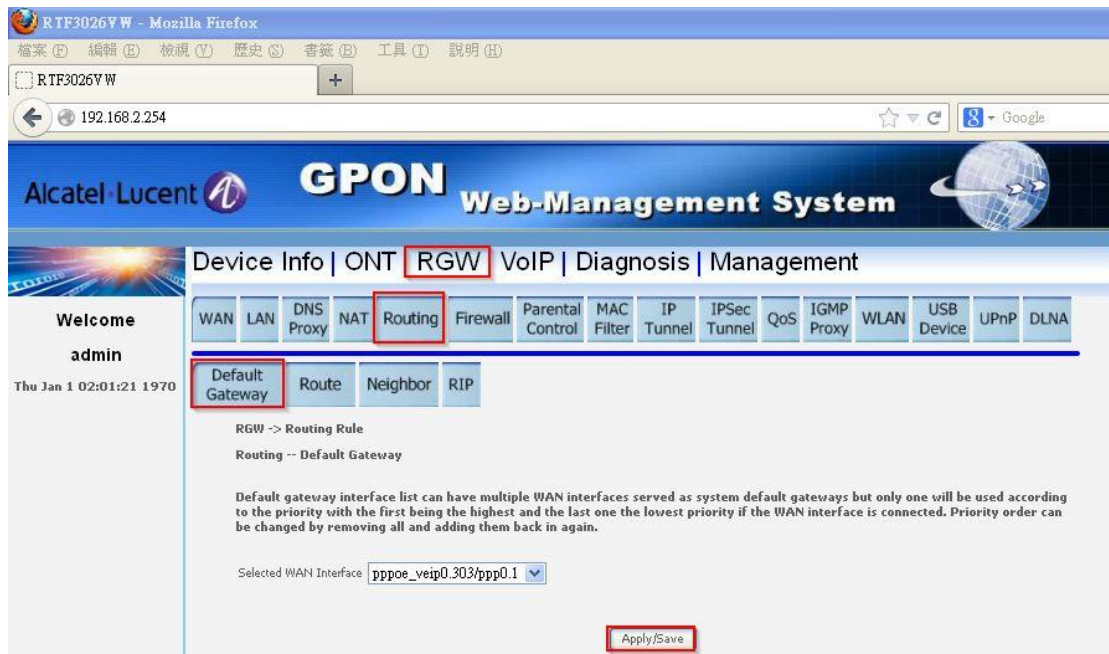 RTF3026VW - Mozilla Firefox
檔案(F) 編輯(E) 檢視(V) 歷史(S) 書籤(B) 工具(T) 說明(H)
RTF3026VW +
192.168.2.254 Google
Alcatel·Lucent GPON Web-Management System
Device Info | ONT | RGW | VoIP | Diagnosis | Management
Welcome
admin
Thu Jan 1 02:01:21 1970
WAN LAN DNS Proxy NAT Routing Firewall Parental Control MAC Filter IP Tunnel IPSec Tunnel QoS IGMP Proxy WLAN USB Device UPnP DLNA
Default Gateway Route Neighbor RIP
RGW -> Routing Rule
Routing -- Default Gateway
Default gateway interface list can have multiple WAN interfaces served as system default gateways but only one will be used according
to the priority with the first being the highest and the last one the lowest priority if the WAN interface is connected. Priority order can
be changed by removing all and adding them back in again.
Selected WAN Interface pppoe_veip0.303/ppp0.1
Apply/Save